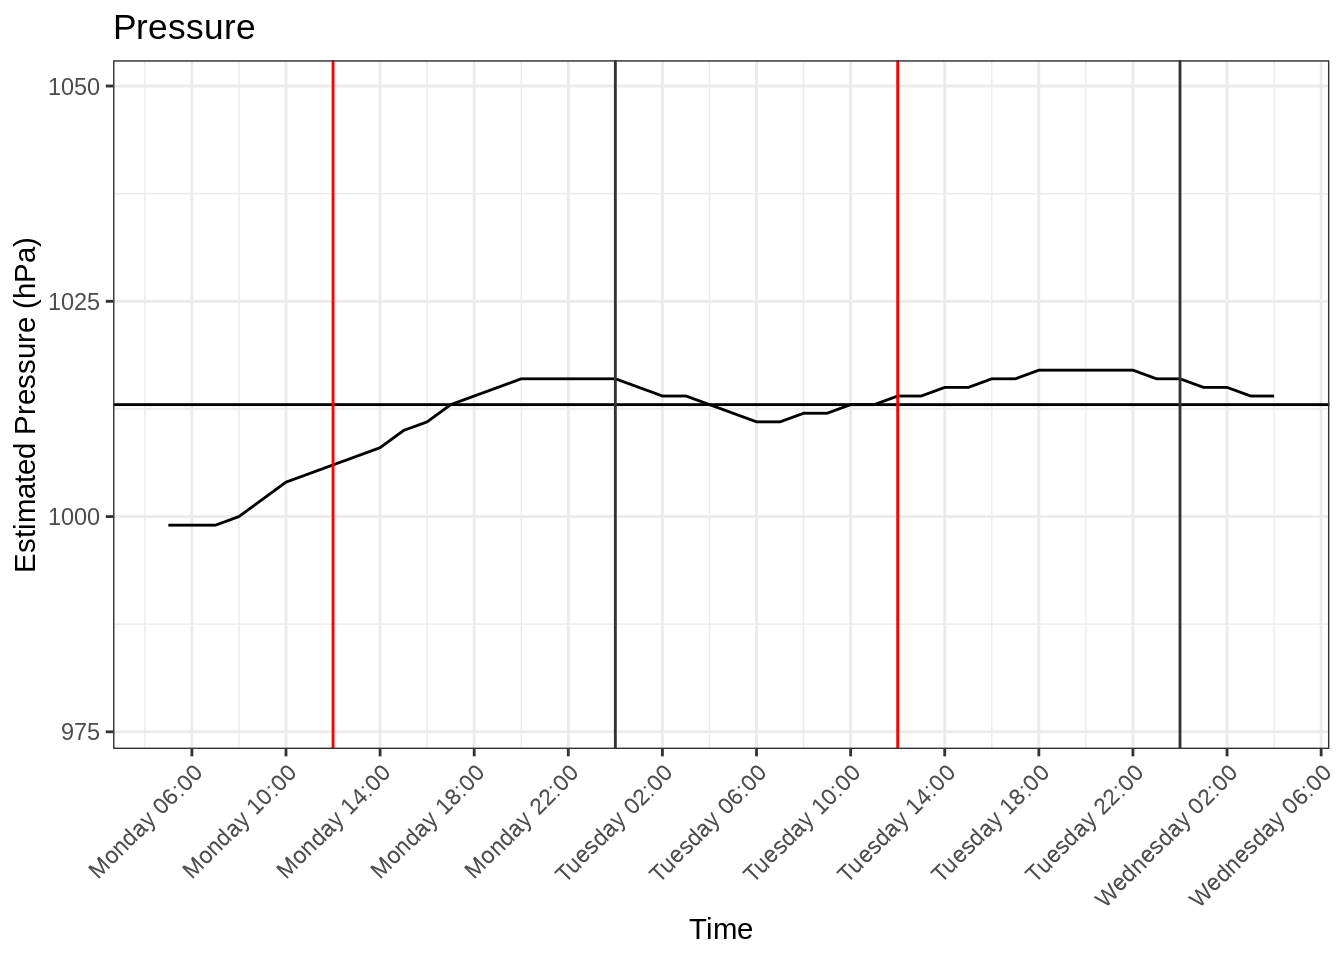 Pressure
1050
1025
1000
975
Estimated Pressure (hPa)
Monday 06:00
Monday 10:00
Monday 14:00
Monday 18:00
Monday 22:00
Tuesday 02:00
Tuesday 06:00
Tuesday 10:00
Tuesday 14:00
Tuesday 18:00
Tuesday 22:00
Wednesday 02:00
Wednesday 06:00
Time